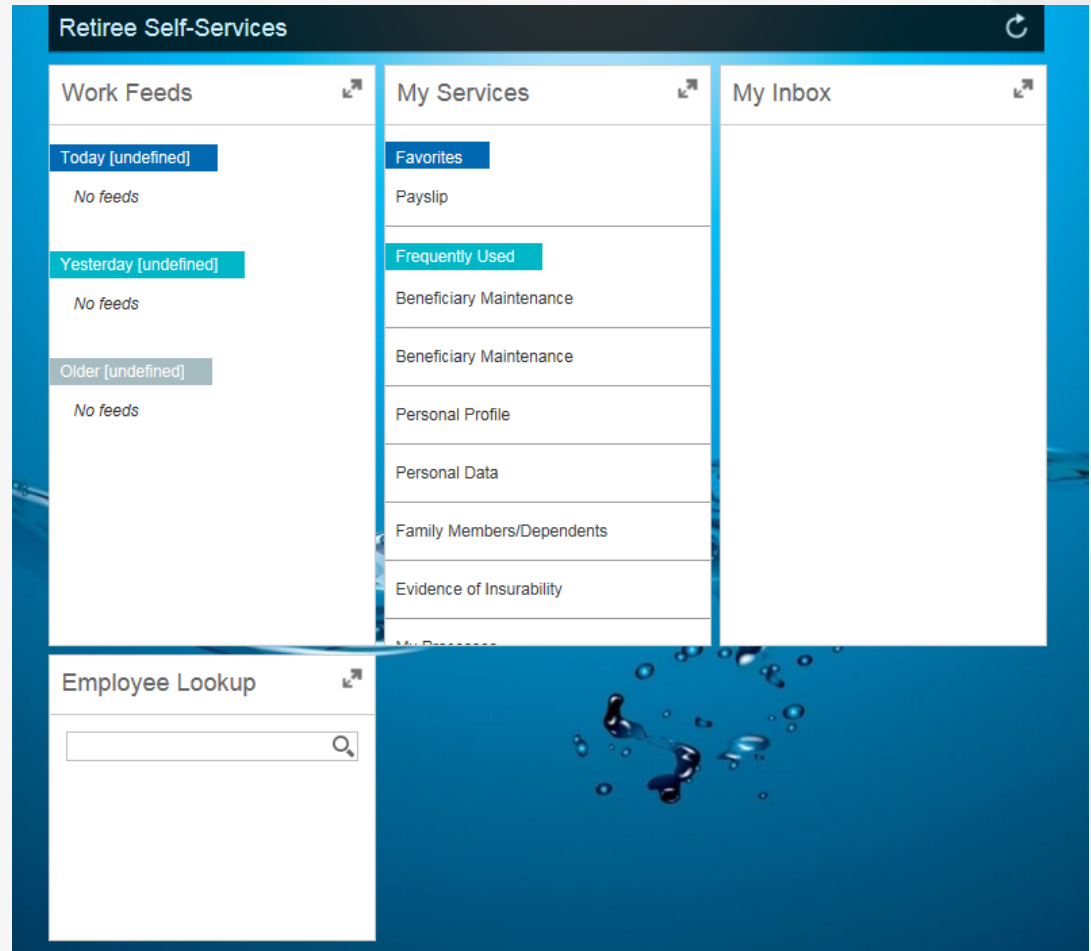 Retiree Self-Services
Work Feeds
Today [undefined]
No feeds
Yesterday [undefined]
No feeds
Older [undefined]
No feeds
My Services
Favorites
Payslip
Frequently Used
Beneficiary Maintenance
Beneficiary Maintenance
Personal Profile
Personal Data
Family Members/Dependents
Evidence of Insurability
My Processes
My Inbox
Employee Lookup